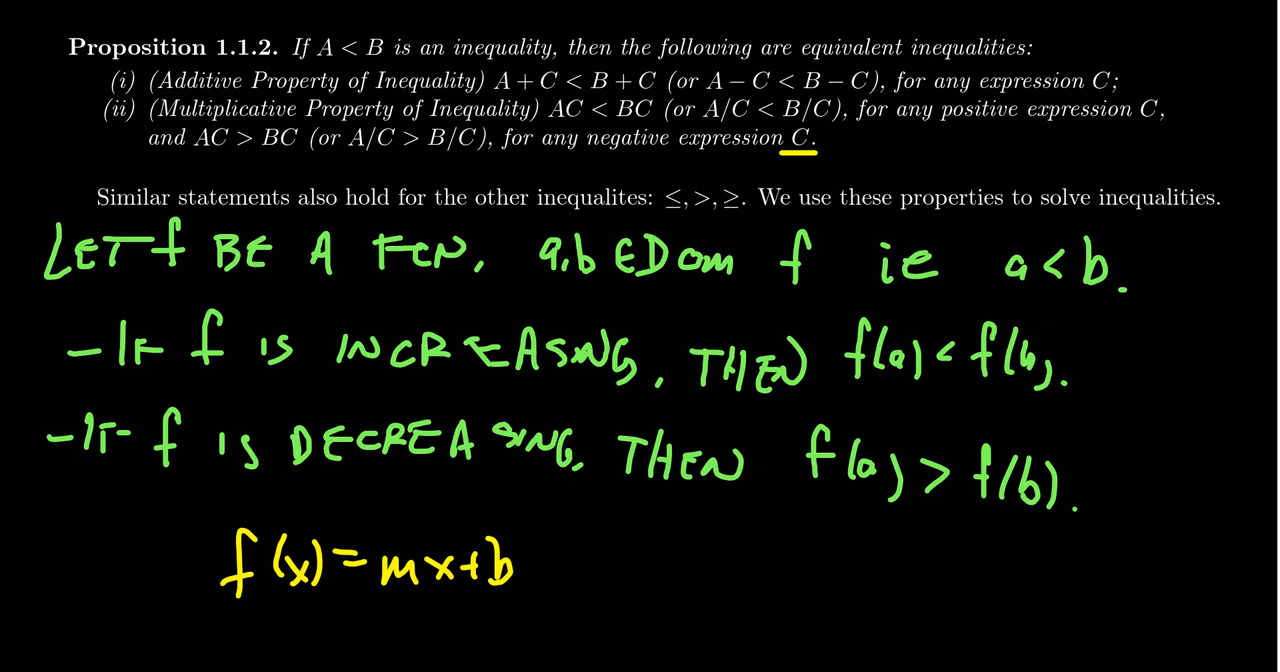 Proposition 1.1.2. If A < B is an inequality, then the following are equivalent inequalities:
(i) (Additive Property of Inequality) A + C < B + C (or A − C < B − C), for any expression C;
(ii) (Multiplicative Property of Inequality) AC < BC (or A/C < B/C), for any positive expression C,
and AC > BC (or A/C > B/C), for any negative expression C.
Similar statements also hold for the other inequalites: ≤, >, ≥. We use these properties to solve inequalities.
LET f BE A FCN, a,b ∈ Dom f ie a < b.
- IF f IS INCREASING, THEN f(a) < f(b).
- IF f IS DECREASING, THEN f(a) > f(b).
f(x) = mx+b